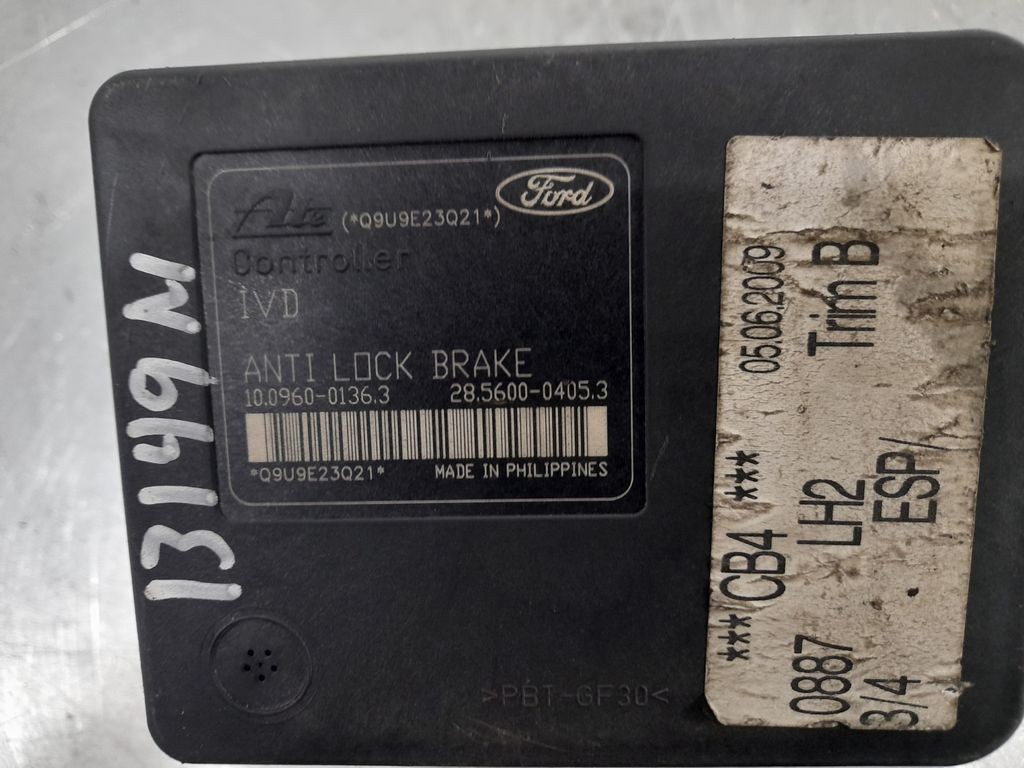 Ate (*Q9U9E23Q21*) Ford
Controller
IVD
ANTI LOCK BRAKE
10.0960-0136.3 28.5600-0405.3
*Q9U9E23Q21* MADE IN PHILIPPINES
13149M
>PBT-GF30<
*** CB4 *** 05.06.2009
0887 LH2 Trim B
3/4 . ESP/